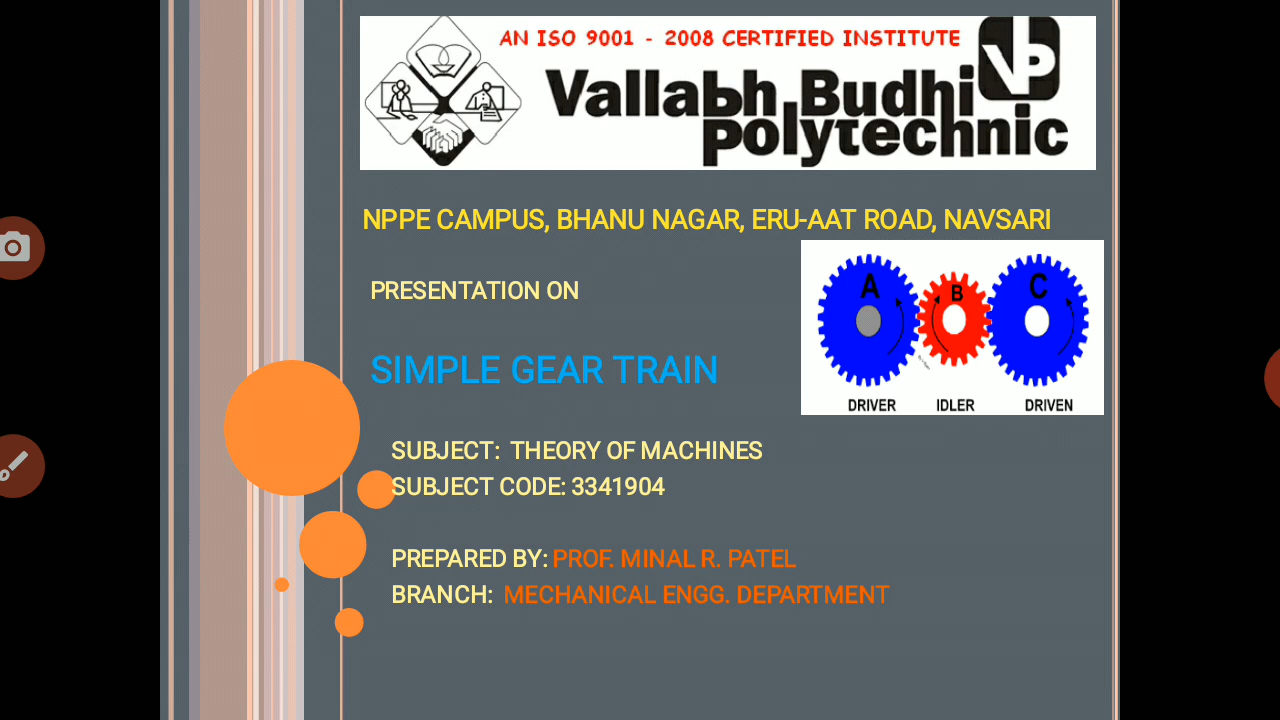 AN ISO 9001 - 2008 CERTIFIED INSTITUTE
VP
Vallabh Budhi
Polytechnic
NPPE CAMPUS, BHANU NAGAR, ERU-AAT ROAD, NAVSARI
PRESENTATION ON
A B C
DRIVER IDLER DRIVEN
SIMPLE GEAR TRAIN
SUBJECT: THEORY OF MACHINES
SUBJECT CODE: 3341904
PREPARED BY: PROF. MINAL R. PATEL
BRANCH: MECHANICAL ENGG. DEPARTMENT